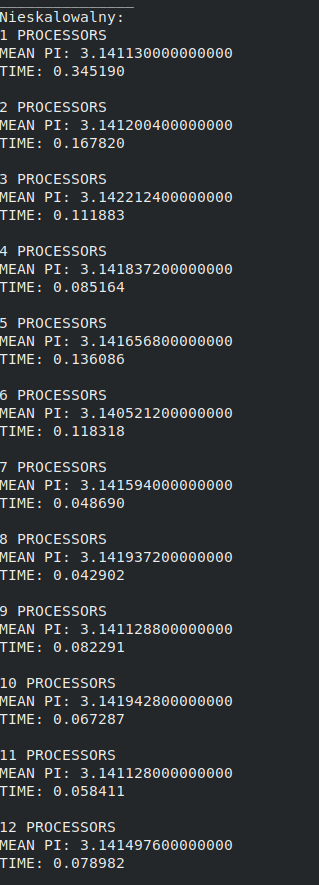 _______________
Nieskalowalny:
1 PROCESSORS
MEAN PI: 3.141130000000000
TIME: 0.345190
2 PROCESSORS
MEAN PI: 3.141200400000000
TIME: 0.167820
3 PROCESSORS
MEAN PI: 3.142212400000000
TIME: 0.111883
4 PROCESSORS
MEAN PI: 3.141837200000000
TIME: 0.085164
5 PROCESSORS
MEAN PI: 3.141656800000000
TIME: 0.136086
6 PROCESSORS
MEAN PI: 3.140521200000000
TIME: 0.118318
7 PROCESSORS
MEAN PI: 3.141594000000000
TIME: 0.048690
8 PROCESSORS
MEAN PI: 3.141937200000000
TIME: 0.042902
9 PROCESSORS
MEAN PI: 3.141128800000000
TIME: 0.082291
10 PROCESSORS
MEAN PI: 3.141942800000000
TIME: 0.067287
11 PROCESSORS
MEAN PI: 3.141128000000000
TIME: 0.058411
12 PROCESSORS
MEAN PI: 3.141497600000000
TIME: 0.078982